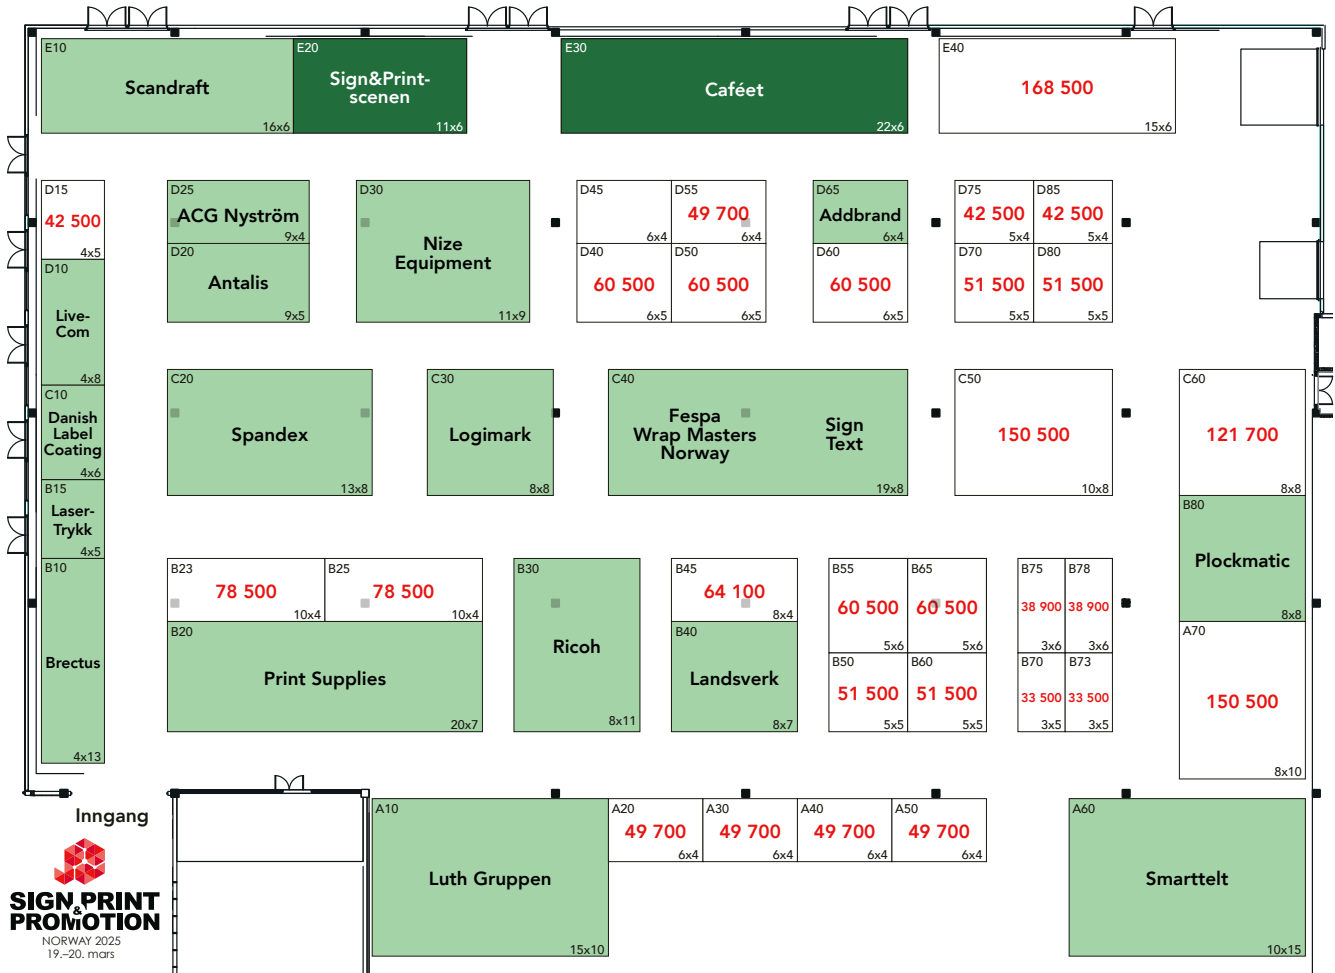 E10
Scandraft
16x6
E20
Sign&Print-
scenen
11x6
E30
Caféet
22x6
E40
168 500
15x6
D15
42 500
4x5
D25
ACG Nyström
9x4
D20
Antalis
9x5
D30
Nize
Equipment
11x9
D45
6x4
D55
49 700
6x4
D40
60 500
6x5
D50
60 500
6x5
D65
Addbrand
6x4
D60
60 500
6x5
D75
42 500
5x4
D85
42 500
5x4
D70
51 500
5x5
D80
51 500
5x5
D10
Live-
Com
4x8
C10
Danish
Label
Coating
4x6
B15
Laser-
Trykk
4x5
B10
Brectus
4x13
C20
Spandex
13x8
C30
Logimark
8x8
C40
Fespa
Wrap Masters
Norway
Sign
Text
19x8
C50
150 500
10x8
C60
121 700
8x8
B80
Plockmatic
8x8
A70
150 500
8x10
B23
78 500
10x4
B25
78 500
10x4
B20
Print Supplies
20x7
B30
Ricoh
8x11
B45
64 100
8x4
B40
Landsverk
8x7
B55
60 500
5x6
B65
60 500
5x6
B50
51 500
5x5
B60
51 500
5x5
B75
38 900
3x6
B78
38 900
3x6
B70
33 500
3x5
B73
33 500
3x5
Inngang
A10
Luth Gruppen
15x10
A20
49 700
6x4
A30
49 700
6x4
A40
49 700
6x4
A50
49 700
6x4
A60
Smarttelt
10x15
SIGN PRINT
&
PROMOTION
NORWAY 2025
19.–20. mars